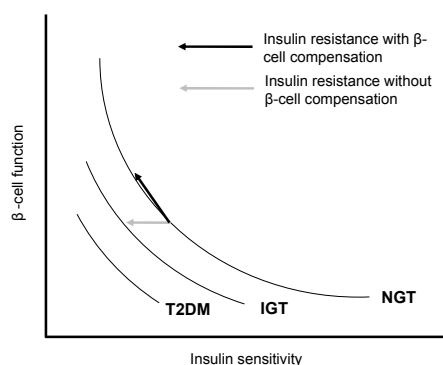 Insulin resistance with β-
cell compensation
Insulin resistance without
β-cell compensation
β -cell function
T2DM
IGT
NGT
Insulin sensitivity